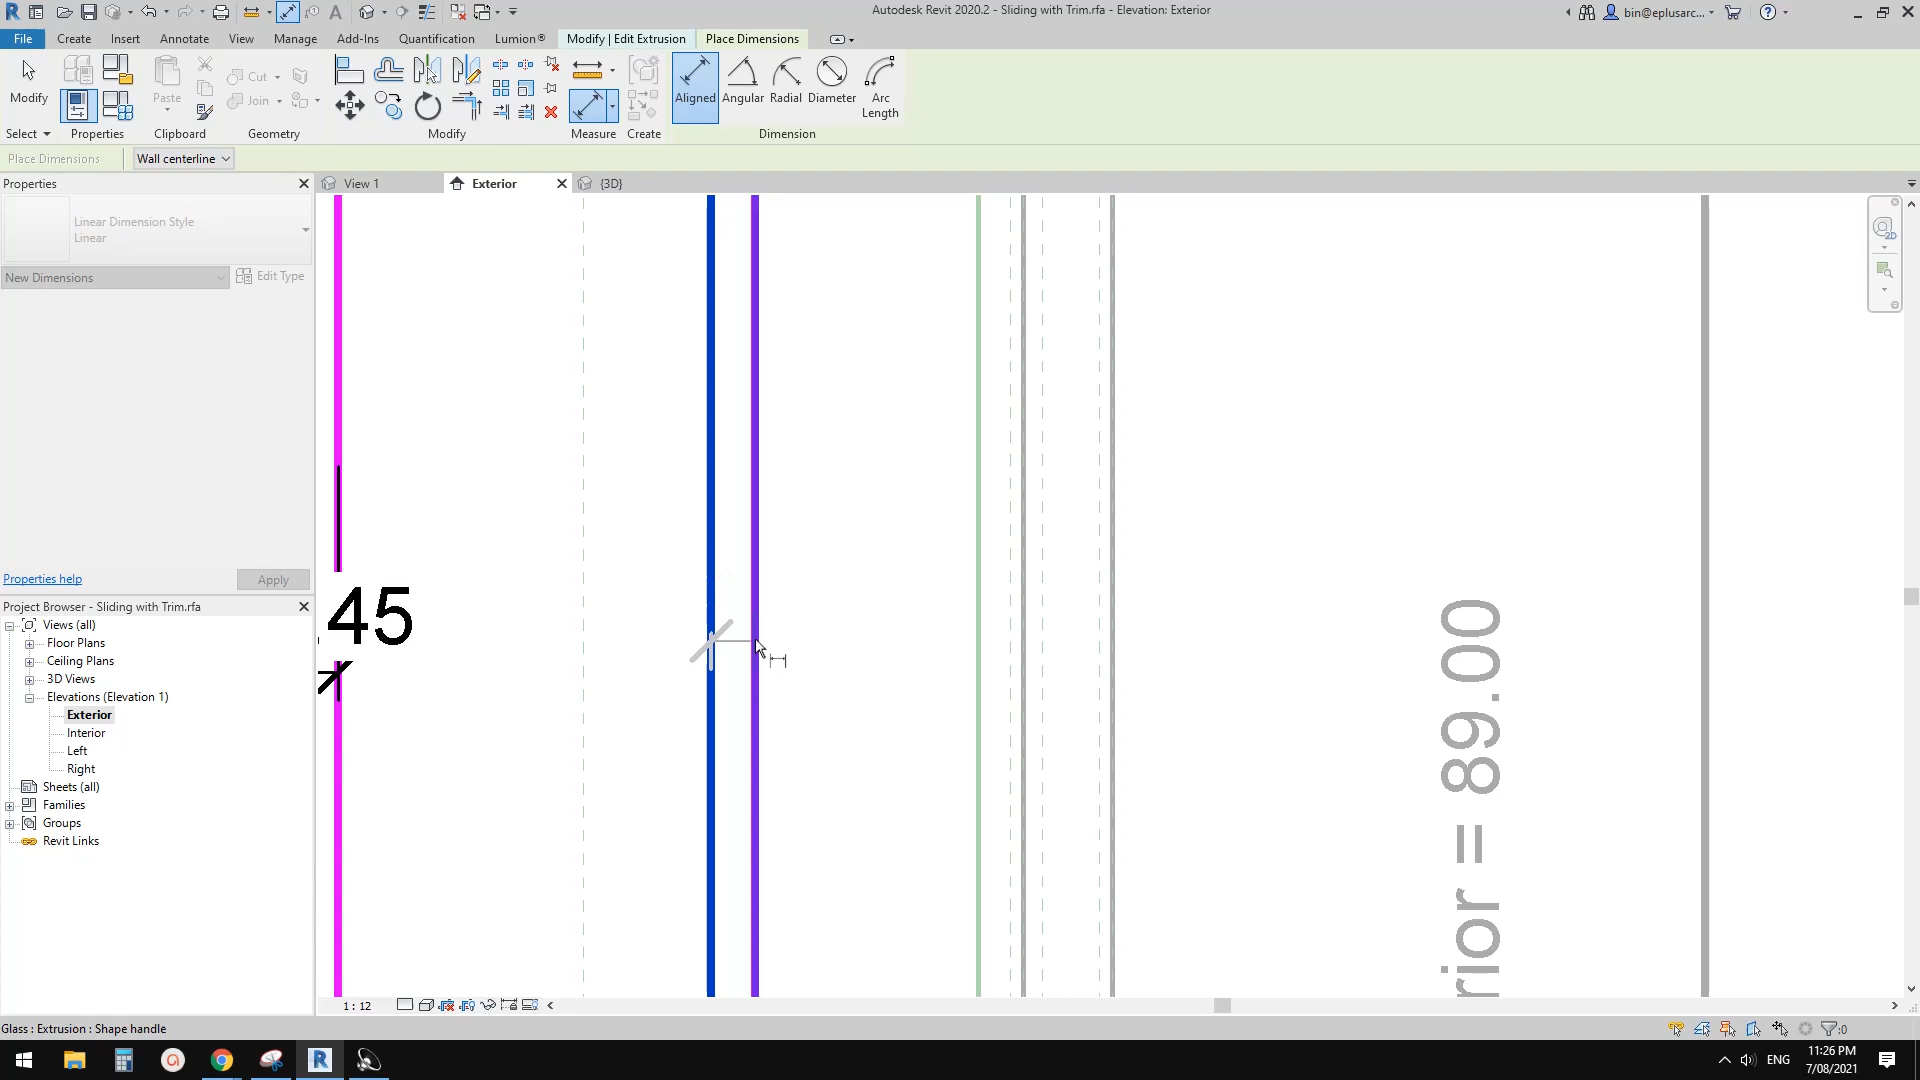 Autodesk Revit 2020.2 - Sliding with Trim.rfa - Elevation: Exterior
bin@eplusarc...
File Create Insert Annotate View Manage Add-Ins Quantification Lumion® Modify | Edit Extrusion Place Dimensions
Modify Paste Cut Join Aligned Angular Radial Diameter Arc Length
Select Properties Clipboard Geometry Modify Measure Create Dimension
Place Dimensions Wall centerline
Properties
View 1 Exterior {3D}
Linear Dimension Style
Linear
New Dimensions Edit Type
2D
45
rior = 89.00
Properties help Apply
Project Browser - Sliding with Trim.rfa
Views (all)
Floor Plans
Ceiling Plans
3D Views
Elevations (Elevation 1)
Exterior
Interior
Left
Right
Sheets (all)
Families
Groups
Revit Links
1 : 12
Glass : Extrusion : Shape handle
:0
ENG
11:26 PM
7/08/2021